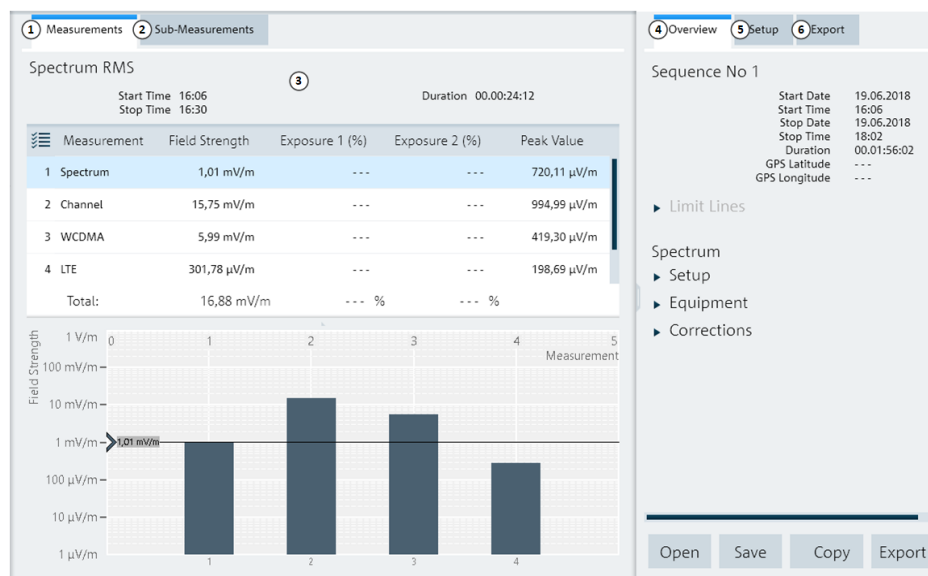 1 Measurements 2 Sub-Measurements
Spectrum RMS
3
Start Time 16:06
Stop Time 16:30
Duration 00.00:24:12
Measurement Field Strength Exposure 1 (%) Exposure 2 (%) Peak Value
1 Spectrum 1,01 mV/m --- --- 720,11 µV/m
2 Channel 15,75 mV/m --- --- 994,99 µV/m
3 WCDMA 5,99 mV/m --- --- 419,30 µV/m
4 LTE 301,78 µV/m --- --- 198,69 µV/m
Total: 16,88 mV/m --- % --- %
Field Strength
1 V/m 0 1 2 3 4 5
Measurement
100 mV/m
10 mV/m
1 mV/m 1,01 mV/m
100 µV/m
10 µV/m
1 µV/m
1 2 3 4
4 Overview 5 Setup 6 Export
Sequence No 1
Start Date 19.06.2018
Start Time 16:06
Stop Date 19.06.2018
Stop Time 18:02
Duration 00.01:56:02
GPS Latitude ---
GPS Longitude ---
Limit Lines
Spectrum
Setup
Equipment
Corrections
Open Save Copy Export